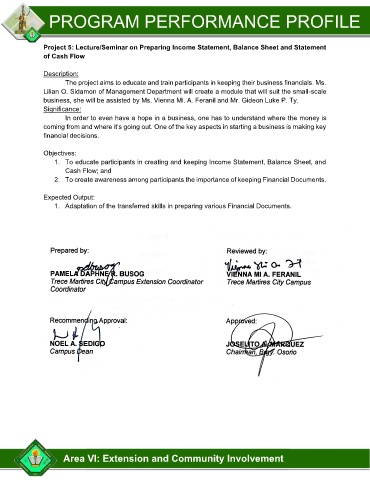 PROGRAM PERFORMANCE PROFILE
Project 5: Lecture/Seminar on Preparing Income Statement, Balance Sheet and Statement
of Cash Flow
Description:
The project aims to educate and train participants in keeping their business financials. Ms.
Lilian O. Sidamon of Management Department will create a module that will suit the small-scale
business, she will be assisted by Ms. Vienna Mi. A. Feranil and Mr. Gideon Luke P. Ty.
Significance:
In order to even have a hope in a business, one has to understand where the money is
coming from and where it's going out. One of the key aspects in starting a business is making key
financial decisions.
Objectives:
1. To educate participants in creating and keeping Income Statement, Balance Sheet, and
Cash Flow; and
2. To create awareness among participants the importance of keeping Financial Documents.
Expected Output:
1. Adaptation of the transferred skills in preparing various Financial Documents.
Prepared by:
Reviewed by:
PAMELA DAPHNE R. BUSOG
VIENNA MI A. FERANIL
Trece Martires City Campus Extension Coordinator
Trece Martires City Campus
Coordinator
Recommending Approval:
Approved:
NOEL A. SEDIGO
JOSELITO A. MARQUEZ
Campus Dean
Chairman, Brgy. Osorio
Area VI: Extension and Community Involvement